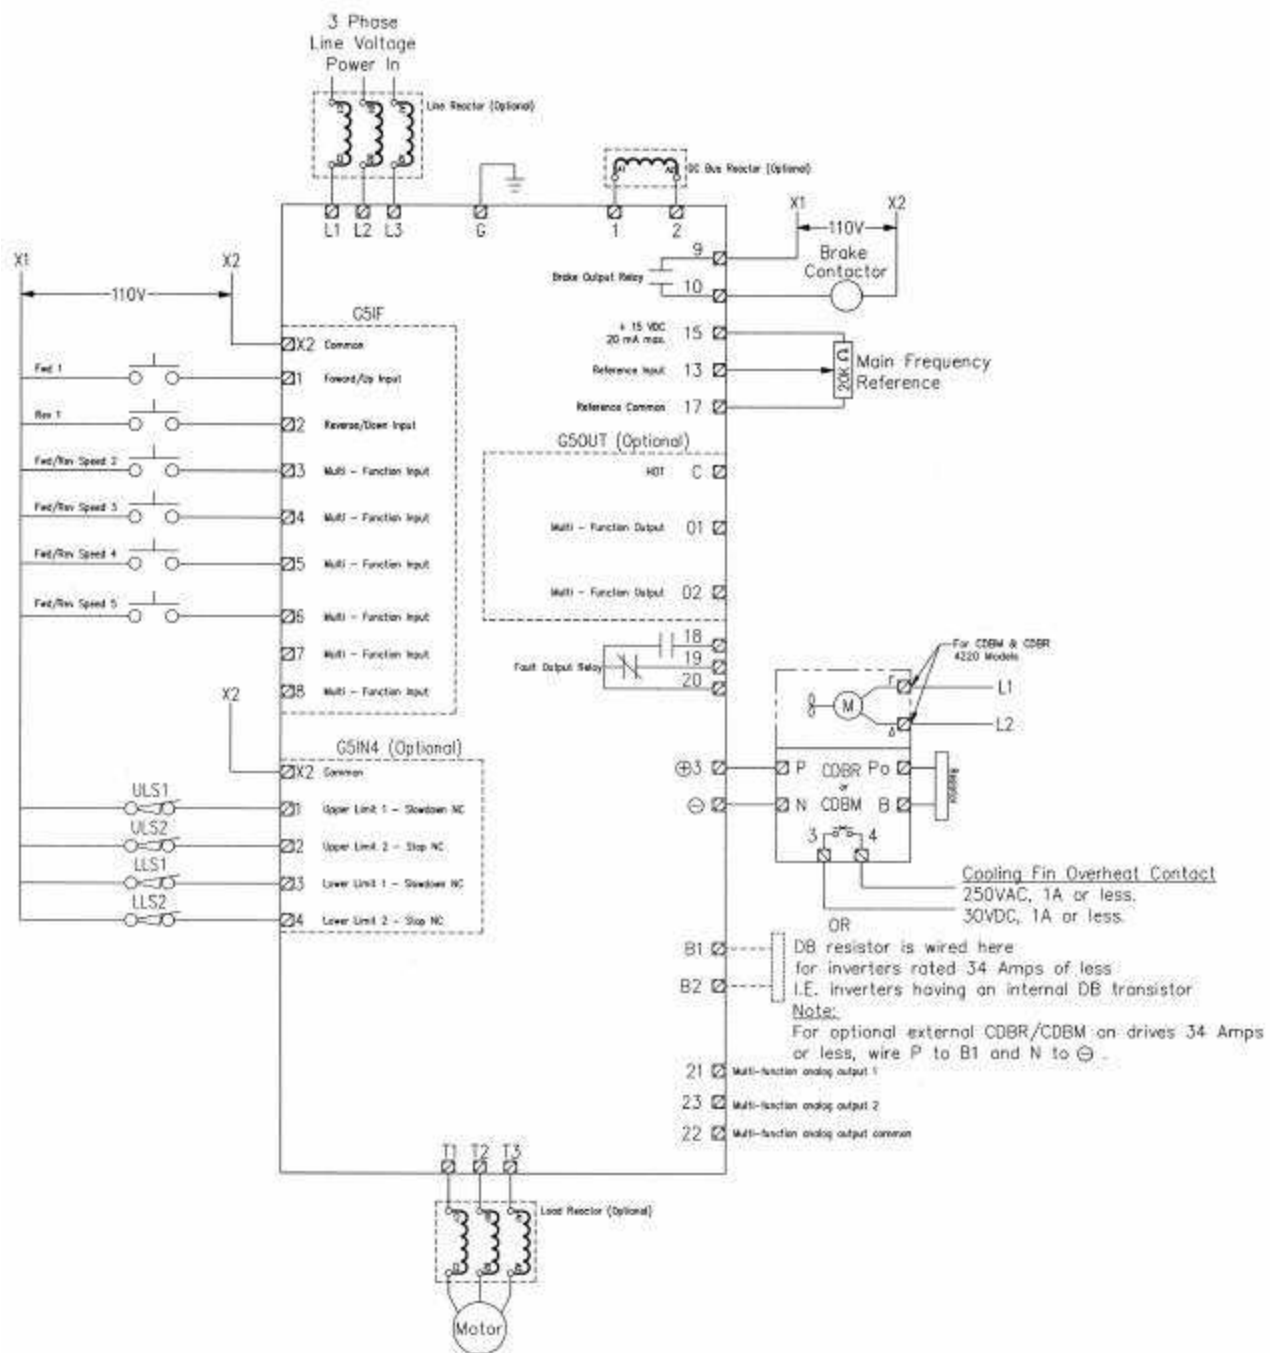 3 Phase
Line Voltage
Power In
Line Reactor (Optional)
DC Bus Reactor (Optional)
A1 A2
L1 L2 L3 G 1 2
X1 X2
110V
Brake
Contactor
9
Brake Output Relay
10
X1 X2
110V
+ 15 VDC
20 mA max.
15
Reference Input 13
Reference Common 17
20K Ω
Main Frequency
Reference
G5IF
X2 Common
Fwd 1
1 Foward/Up Input
Rev 1
2 Reverse/Down Input
Fwd/Rev Speed 2
3 Multi - Function Input
Fwd/Rev Speed 3
4 Multi - Function Input
Fwd/Rev Speed 4
5 Multi - Function Input
Fwd/Rev Speed 5
6 Multi - Function Input
7 Multi - Function Input
8 Multi - Function Input
G5OUT (Optional)
HOT C
Multi - Function Output O1
Multi - Function Output O2
18
Fault Output Relay 19
20
For CDBM & CDBR
4220 Models
r
M
L1
L2
X2
G5IN4 (Optional)
X2 Common
ULS1
1 Upper Limit 1 - Slowdown NC
ULS2
2 Upper Limit 2 - Stop NC
LLS1
3 Lower Limit 1 - Slowdown NC
LLS2
4 Lower Limit 2 - Stop NC
⊕3 P CDBR Po
or
⊖ N CDBM B
Resistor
3 4
Cooling Fin Overheat Contact
250VAC, 1A or less.
30VDC, 1A or less.
OR
B1
B2
DB resistor is wired here
for inverters rated 34 Amps of less
I.E. inverters having an internal DB transistor
Note:
For optional external CDBR/CDBM on drives 34 Amps
or less, wire P to B1 and N to ⊖ .
21 Multi-function analog output 1
23 Multi-function analog output 2
22 Multi-function analog output common
T1 T2 T3
Load Reactor (Optional)
Motor